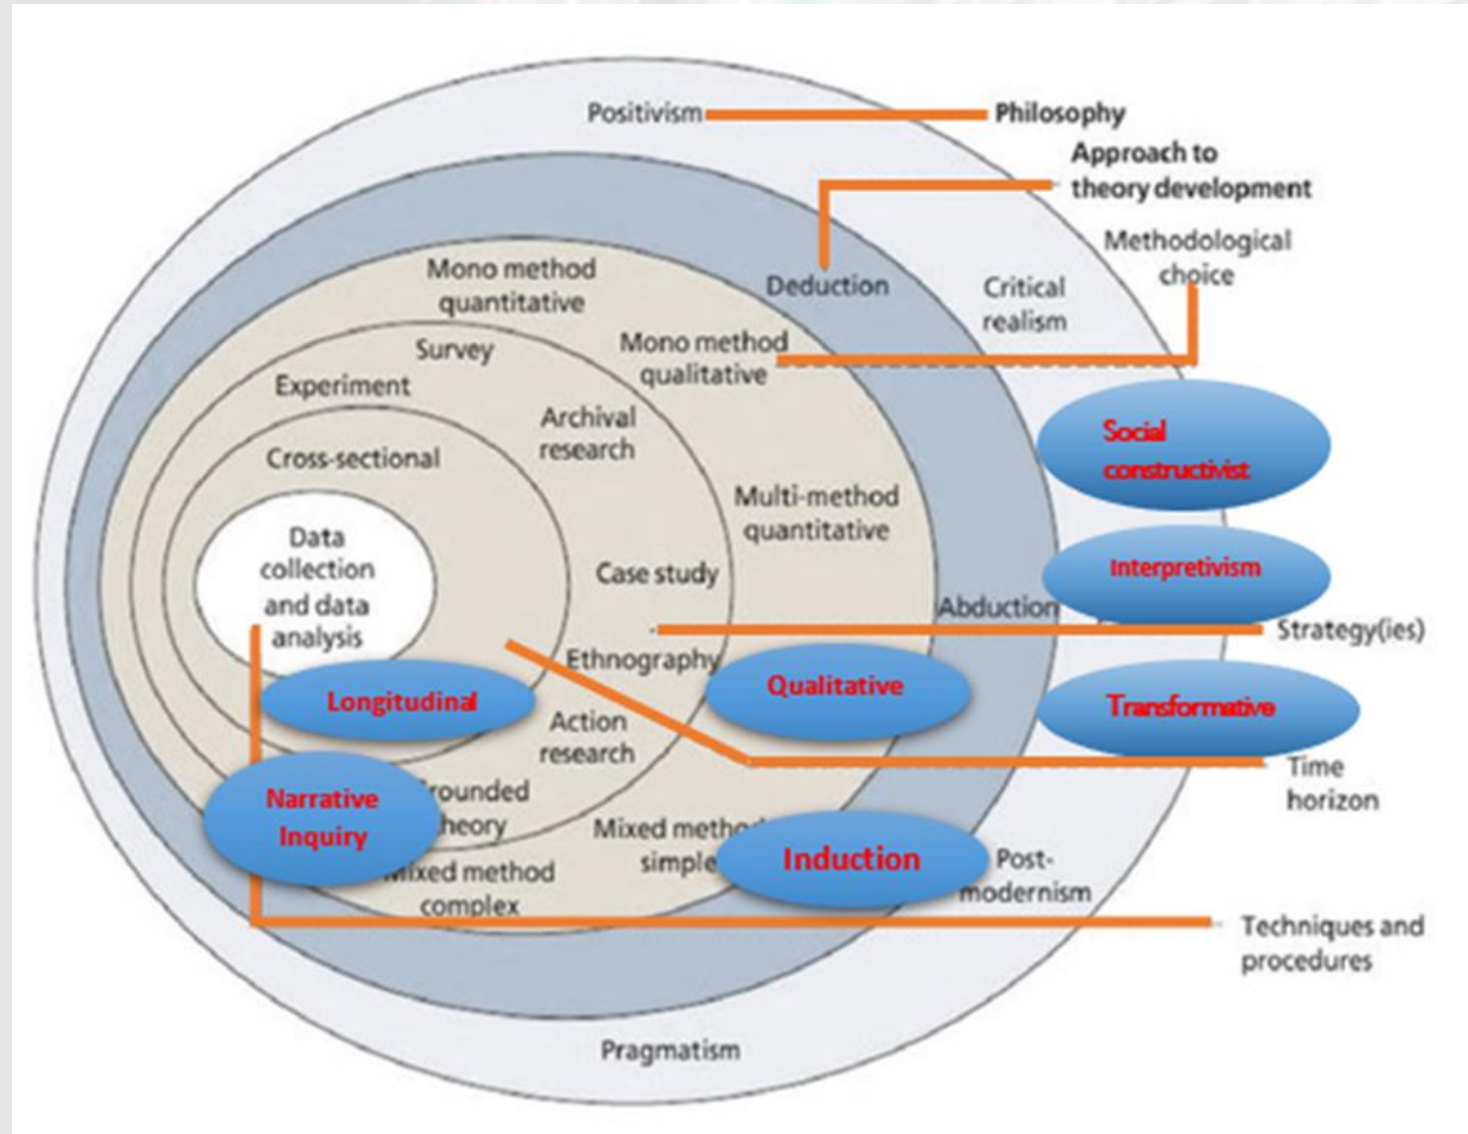 Positivism
Philosophy
Approach to
theory development
Methodological
choice
Deduction
Critical
realism
Mono method
quantitative
Mono method
qualitative
Survey
Experiment
Archival
research
Cross-sectional
Social
constructivist
Multi-method
quantitative
Data
collection
and data
analysis
Case study
Interpretivism
Abduction
Strategy(ies)
Ethnography
Qualitative
Longitudinal
Transformative
Action
research
Time
horizon
Narrative
Inquiry
rounded
heory
Mixed metho
simple
Induction
Post-
modernism
Mixed method
complex
Techniques and
procedures
Pragmatism